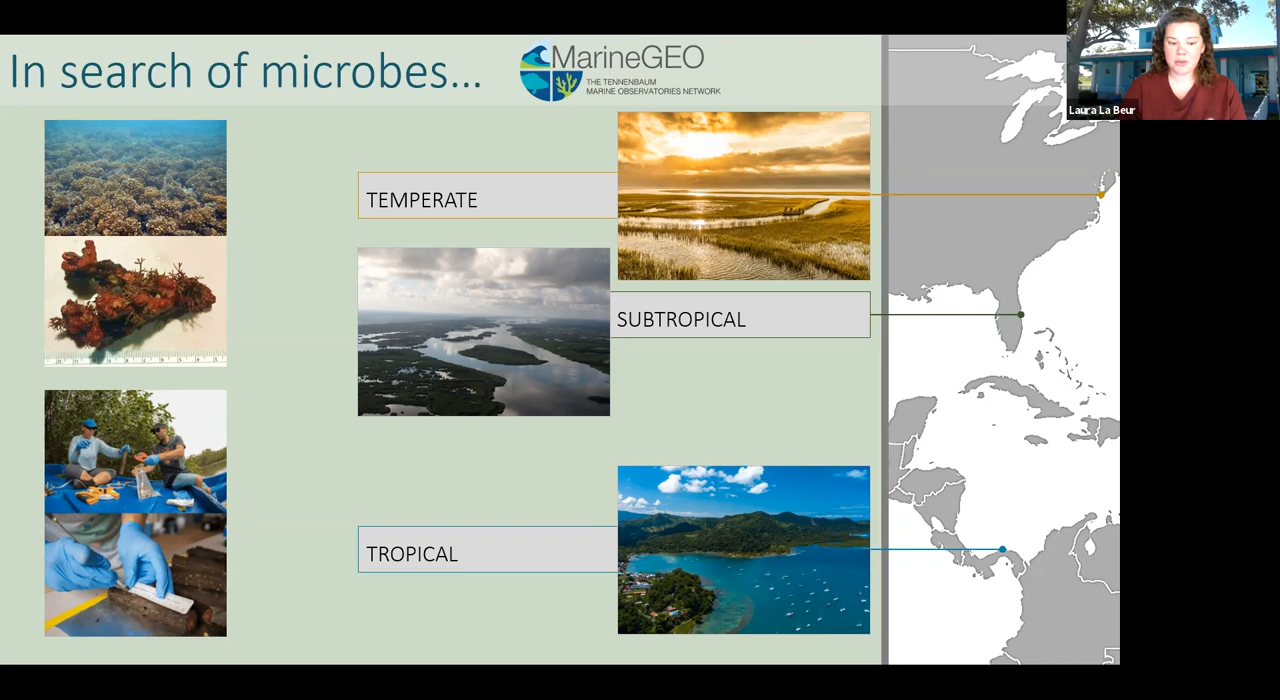 In search of microbes...
MarineGEO
THE TENNENBAUM
MARINE OBSERVATORIES NETWORK
Laura La Beur
TEMPERATE
SUBTROPICAL
TROPICAL